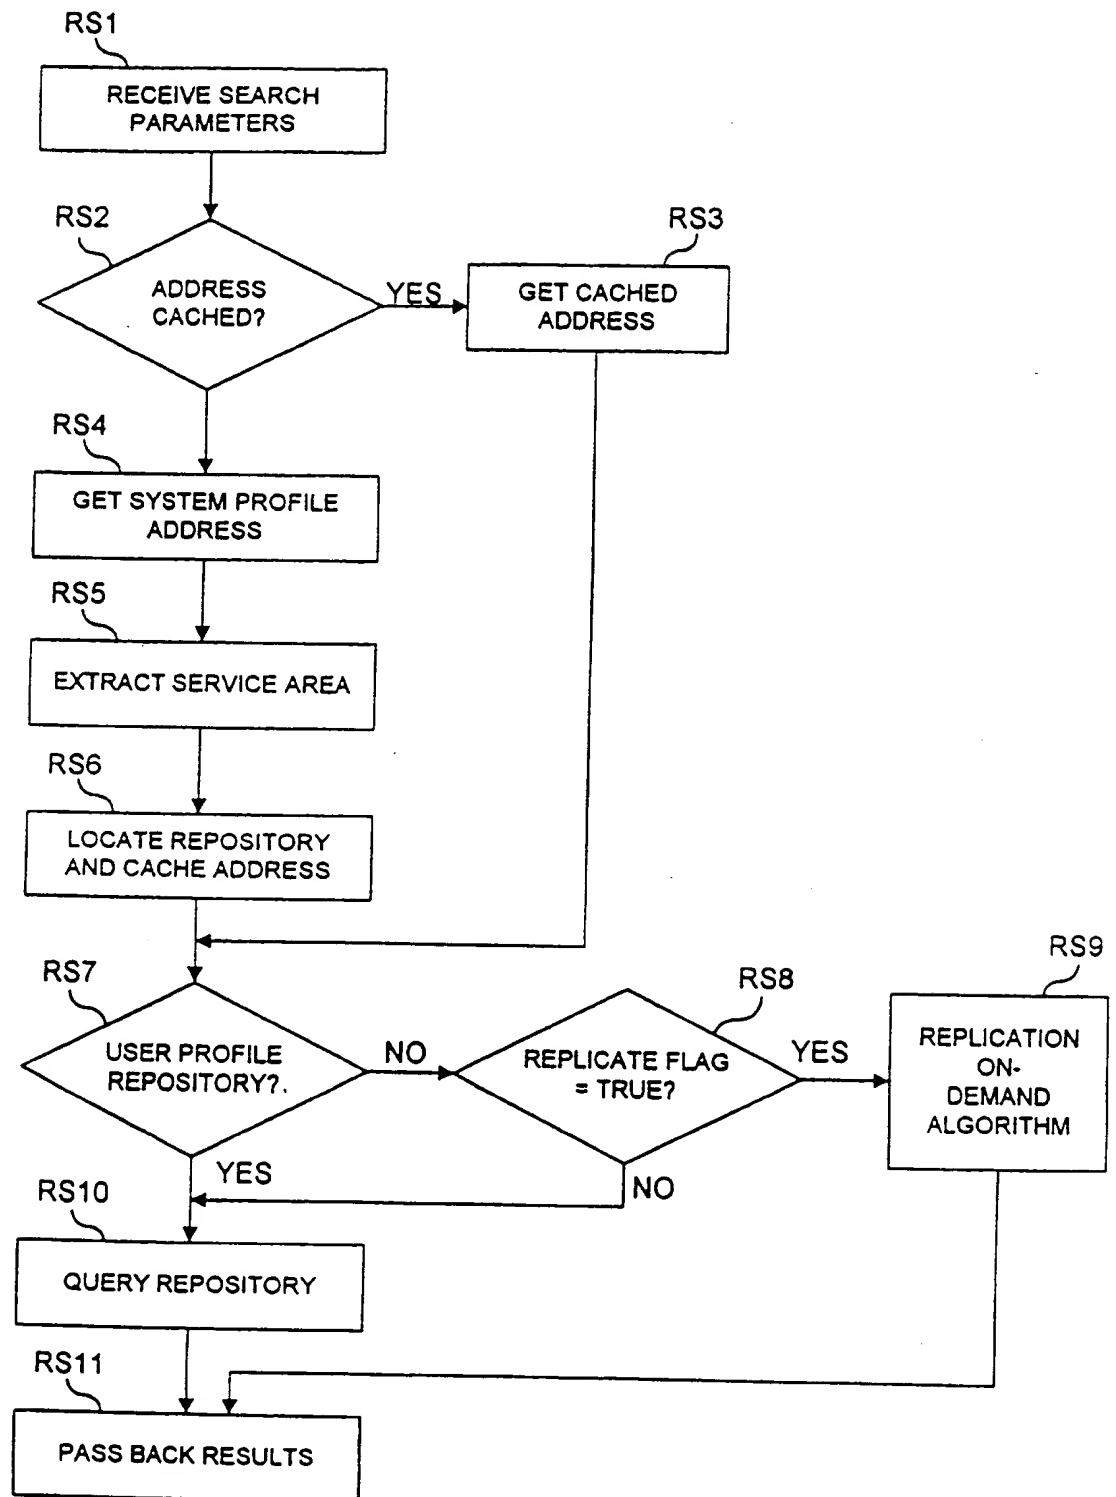 RS1
RECEIVE SEARCH
PARAMETERS
RS2
ADDRESS
CACHED?
YES
RS3
GET CACHED
ADDRESS
RS4
GET SYSTEM PROFILE
ADDRESS
RS5
EXTRACT SERVICE AREA
RS6
LOCATE REPOSITORY
AND CACHE ADDRESS
RS7
USER PROFILE
REPOSITORY?.
NO
RS8
REPLICATE FLAG
= TRUE?
YES
RS9
REPLICATION
ON-
DEMAND
ALGORITHM
YES
NO
RS10
QUERY REPOSITORY
RS11
PASS BACK RESULTS